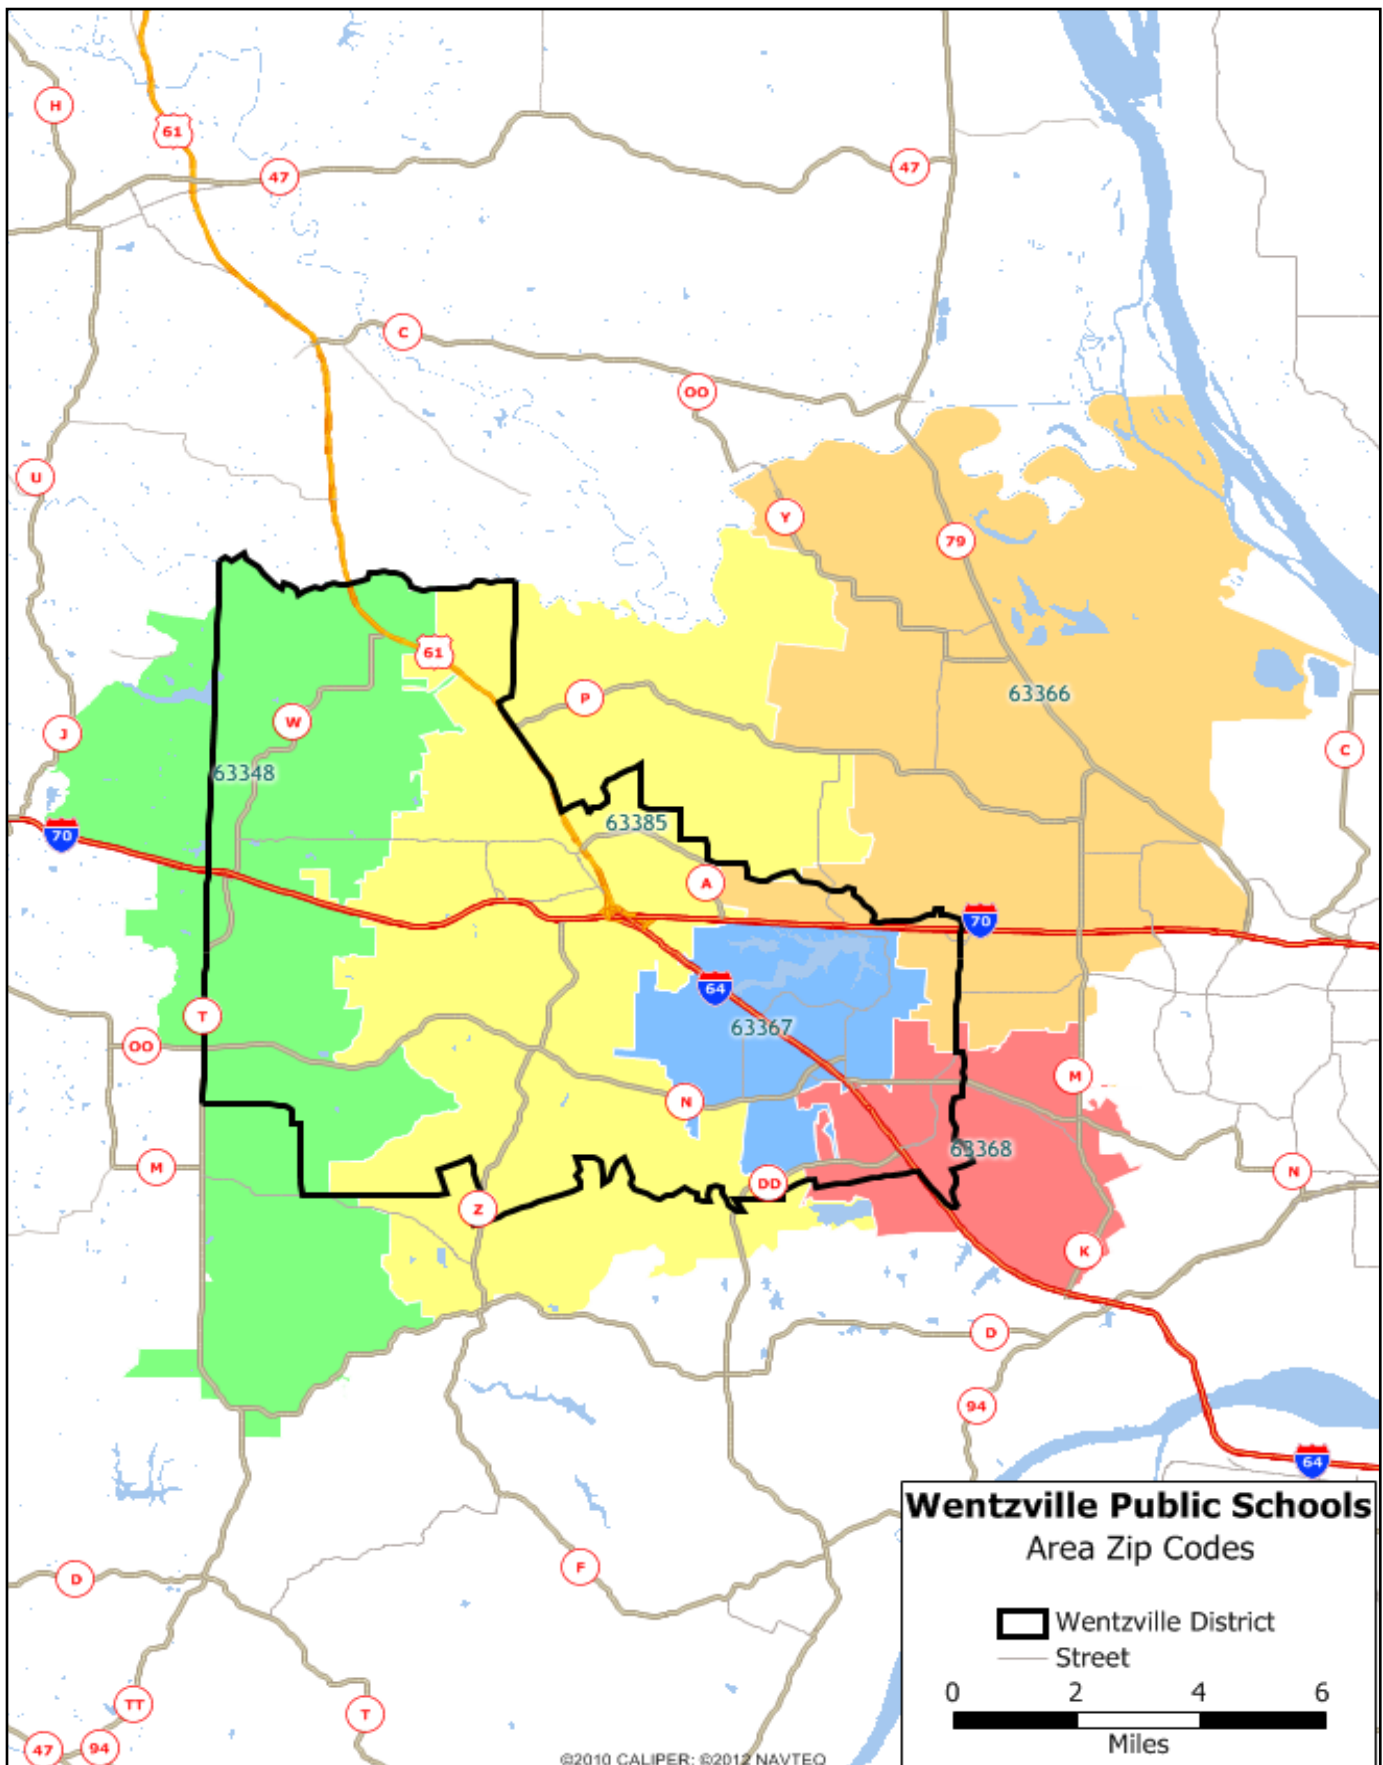 H
61
47
47
C
OO
U
Y
79
61
P
63366
W
J
C
63348
63385
70
A
70
64
63367
T
OO
M
N
63368
M
N
DD
Z
K
D
94
64
Wentzville Public Schools
Area Zip Codes
D
F
Wentzville District
Street
0 2 4 6
Miles
TT
T
47
94
©2010 CALIPER; ©2012 NAVTEQ